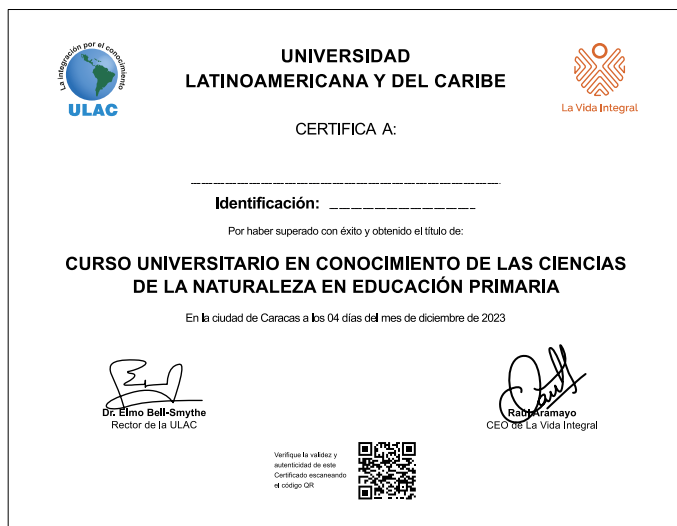 La integración por el conocimiento
ULAC
UNIVERSIDAD
LATINOAMERICANA Y DEL CARIBE
La Vida Integral
CERTIFICA A:
Identificación:
Por haber superado con éxito y obtenido el título de:
CURSO UNIVERSITARIO EN CONOCIMIENTO DE LAS CIENCIAS
DE LA NATURALEZA EN EDUCACIÓN PRIMARIA
En la ciudad de Caracas a los 04 días del mes de diciembre de 2023
Dr. Elmo Bell-Smythe
Rector de la ULAC
Raúl Aramayo
CEO de La Vida Integral
Verifique la validez y
autenticidad de este
Certificado escaneando
el código QR